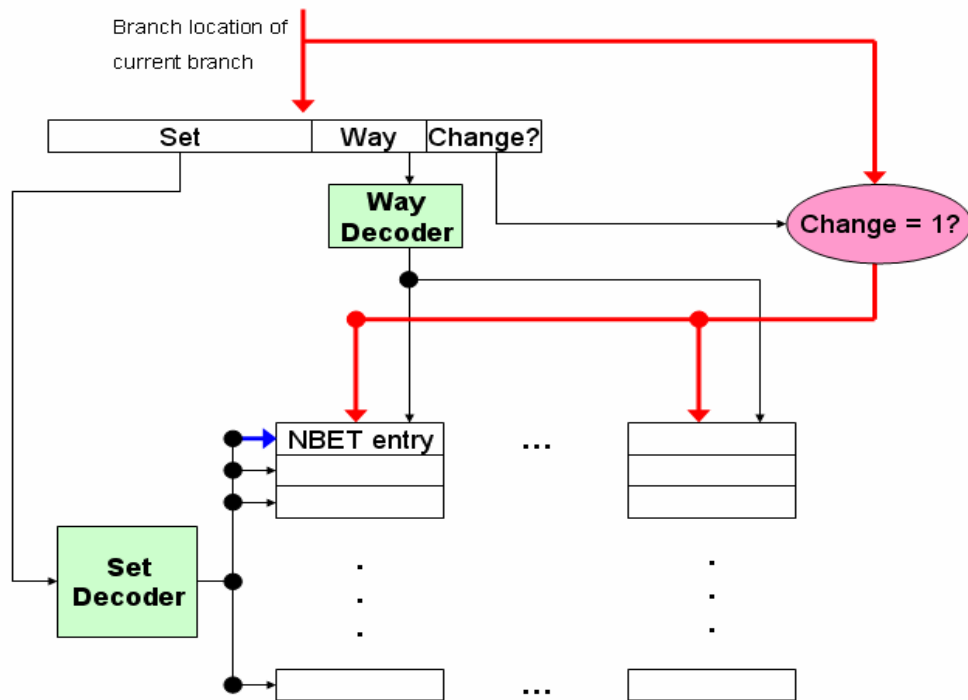 Branch location of
current branch
Set Way Change?
Way
Decoder
Change = 1?
NBET entry
...
Set
Decoder
...